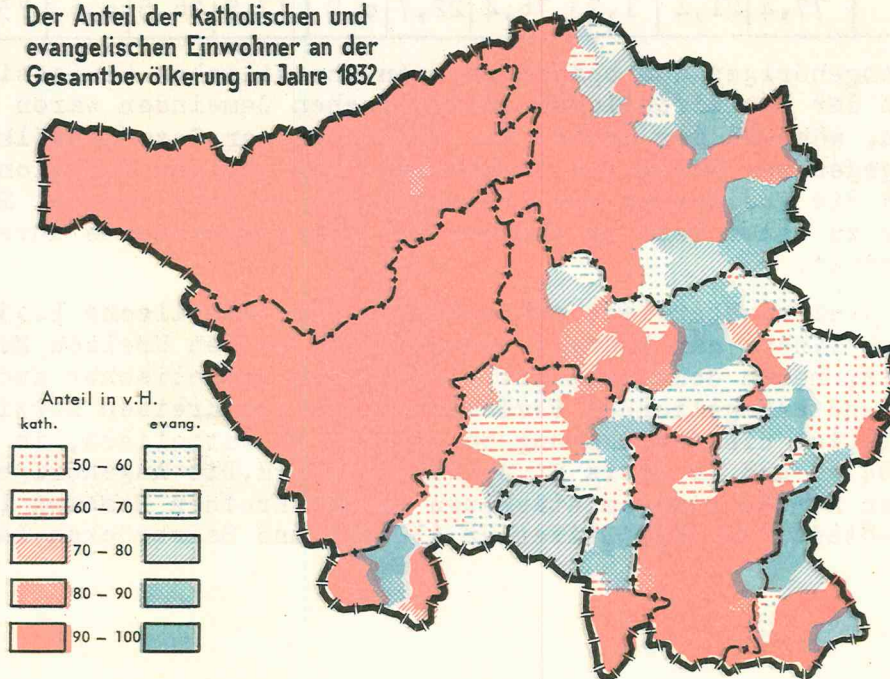 Der Anteil der katholischen und
evangelischen Einwohner an der
Gesamtbevölkerung im Jahre 1832
Anteil in v.H.
kath. evang.
50 – 60
60 – 70
70 – 80
80 – 90
90 – 100